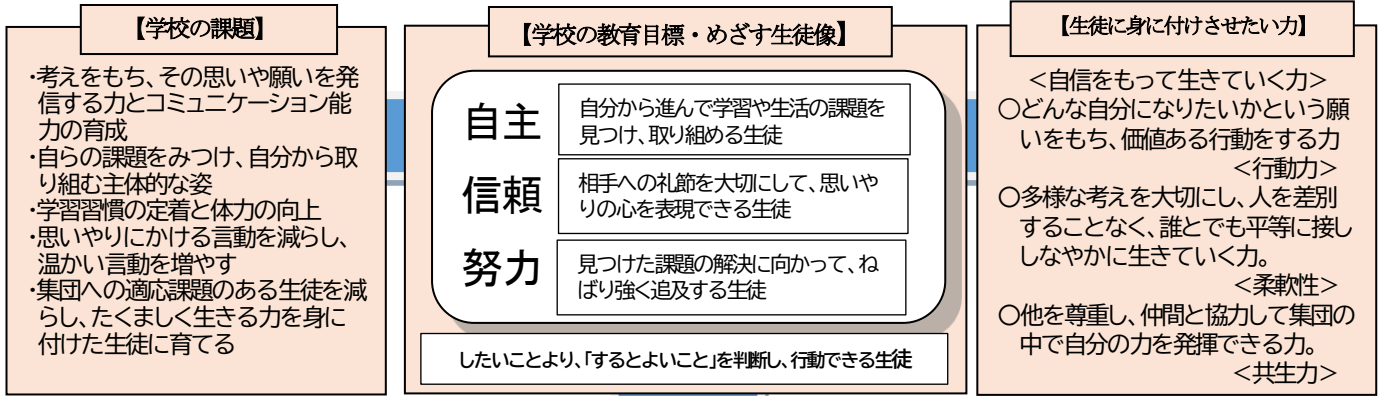 【学校の課題】
・考えをもち、その思いや願いを発
信する力とコミュニケーション能
力の育成
・自らの課題をみつけ、自分から取
り組む主体的な姿
・学習習慣の定着と体力の向上
・思いやりにかける言動を減らし、
温かい言動を増やす
・集団への適応課題のある生徒を減
らし、たくましく生きる力を身に
付けた生徒に育てる
【学校の教育目標・めざす生徒像】
自主
自分から進んで学習や生活の課題を
見つけ、取り組める生徒
信頼
相手への礼節を大切にして、思いや
りの心を表現できる生徒
努力
見つけた課題の解決に向かって、ね
ばり強く追及する生徒
したいことより、「するとよいこと」を判断し、行動できる生徒
【生徒に身に付けさせたい力】
＜自信をもって生きていく力＞
〇どんな自分になりたいかという願
いをもち、価値ある行動をする力
＜行動力＞
〇多様な考えを大切にし、人を差別
することなく、誰とでも平等に接し
しなやかに生きていく力。
＜柔軟性＞
〇他を尊重し、仲間と協力して集団の
中で自分の力を発揮できる力。
＜共生力＞